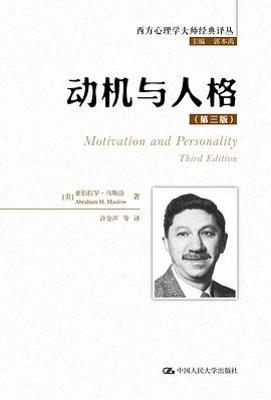 西方心理学大师经典译丛
主编 郭本禹
动机与人格
（第三版）
Motivation and Personality
Third Edition
[美] 亚伯拉罕·马斯洛 著
Abraham H. Maslow
许金声 等 译
中国人民大学出版社